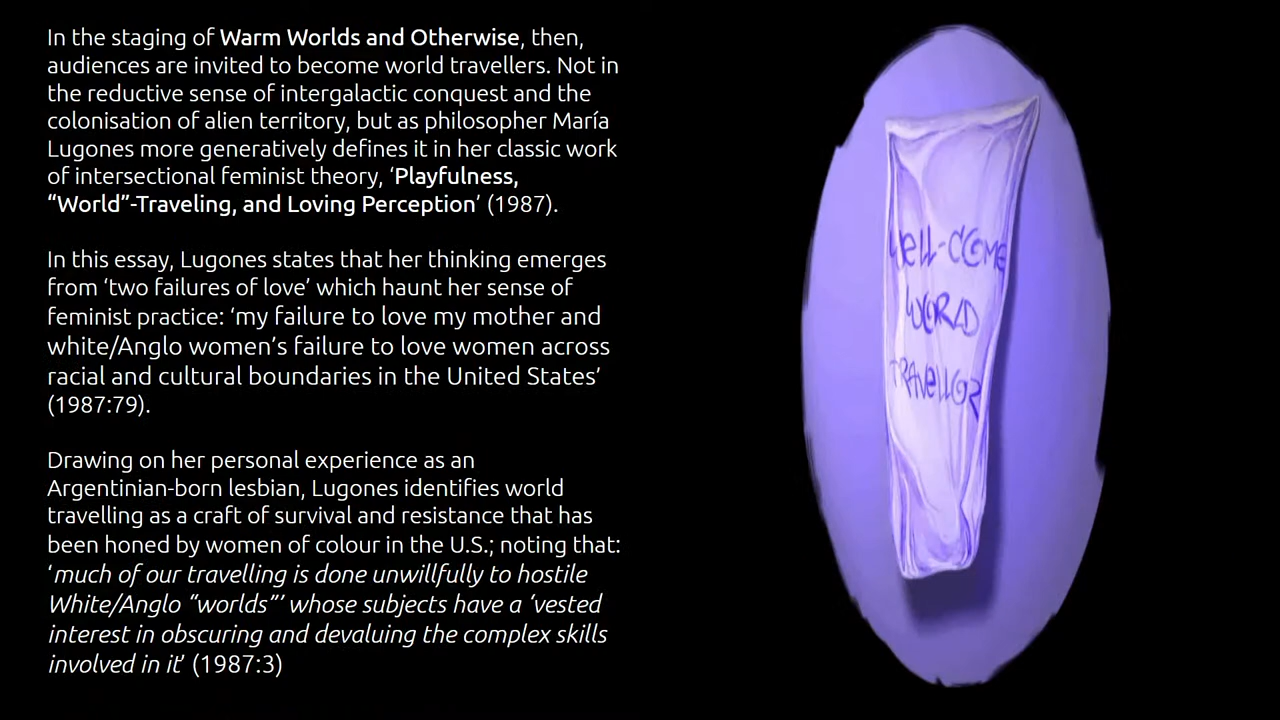 In the staging of Warm Worlds and Otherwise, then,
audiences are invited to become world travellers. Not in
the reductive sense of intergalactic conquest and the
colonisation of alien territory, but as philosopher María
Lugones more generatively defines it in her classic work
of intersectional feminist theory, ‘Playfulness,
“World”-Traveling, and Loving Perception’ (1987).
In this essay, Lugones states that her thinking emerges
from ‘two failures of love’ which haunt her sense of
feminist practice: ‘my failure to love my mother and
white/Anglo women’s failure to love women across
racial and cultural boundaries in the United States’
(1987:79).
Drawing on her personal experience as an
Argentinian-born lesbian, Lugones identifies world
travelling as a craft of survival and resistance that has
been honed by women of colour in the U.S.; noting that:
‘much of our travelling is done unwillfully to hostile
White/Anglo “worlds”’ whose subjects have a ‘vested
interest in obscuring and devaluing the complex skills
involved in it’ (1987:3)
WELL-COME
WORLD
TRAVELLOR